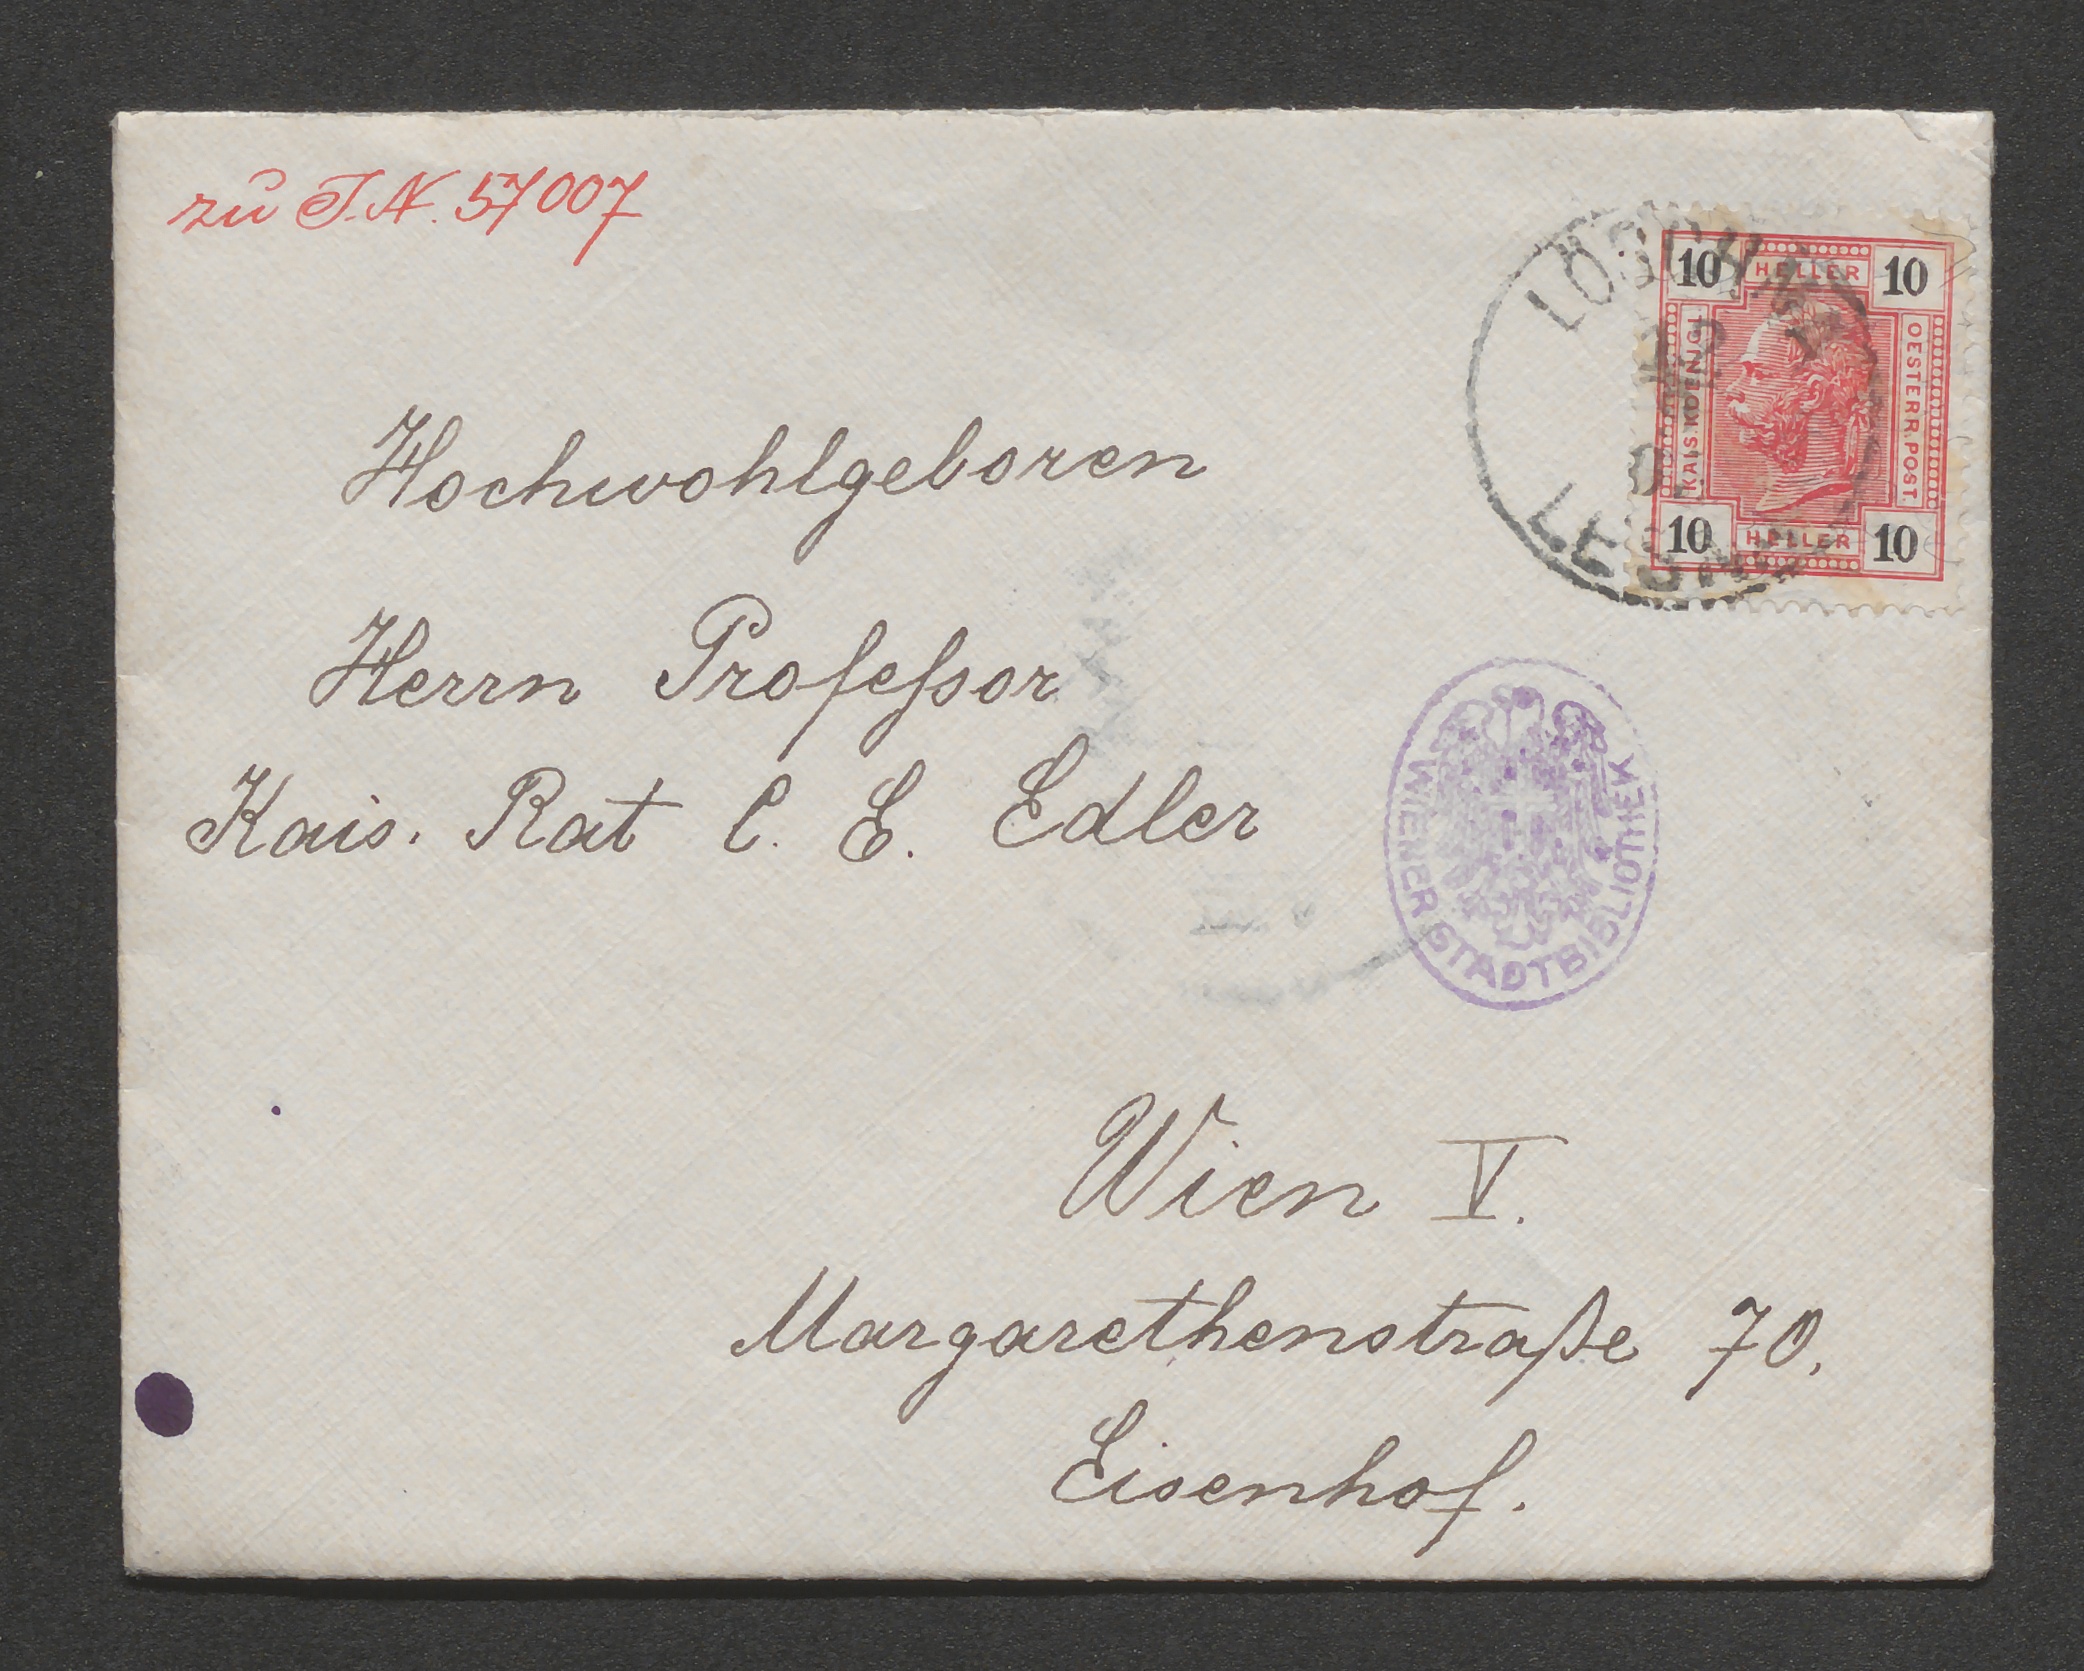 zu I.N. 57007
10 HELLER 10
KAIS. KOENIGL.
OESTERR. POST.
10 HELLER 10
Hochwohlgeboren
Herrn Professor
Kais. Rat C. E. Edler
WIENER STADTBIBLIOTHEK
Wien V.
Margarethenstraße 70,
Eisenhof.